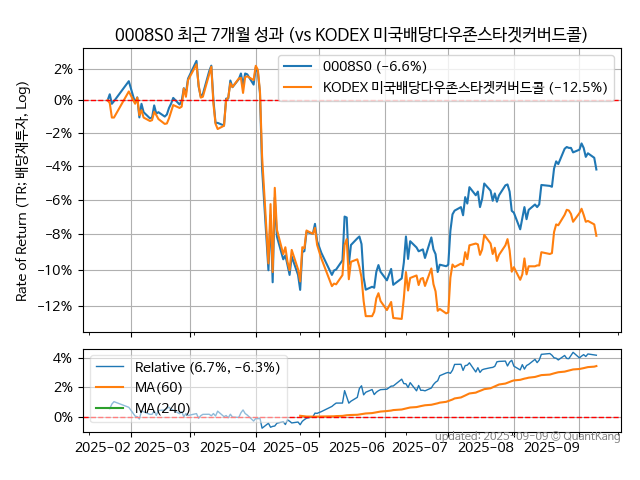 0008S0 최근 7개월 성과 (vs KODEX 미국배당다우존스타겟커버드콜)
Rate of Return (TR: 배당재투자, Log)
2%
0%
−2%
−4%
−6%
−8%
−10%
−12%
0008S0 (−6.6%)
KODEX 미국배당다우존스타겟커버드콜 (−12.5%)
4%
2%
0%
Relative (6.7%, −6.3%)
MA(60)
MA(240)
2025-02
2025-03
2025-04
2025-05
2025-06
2025-07
2025-08
2025-09
updated: 2025-09-09 © QuantKang